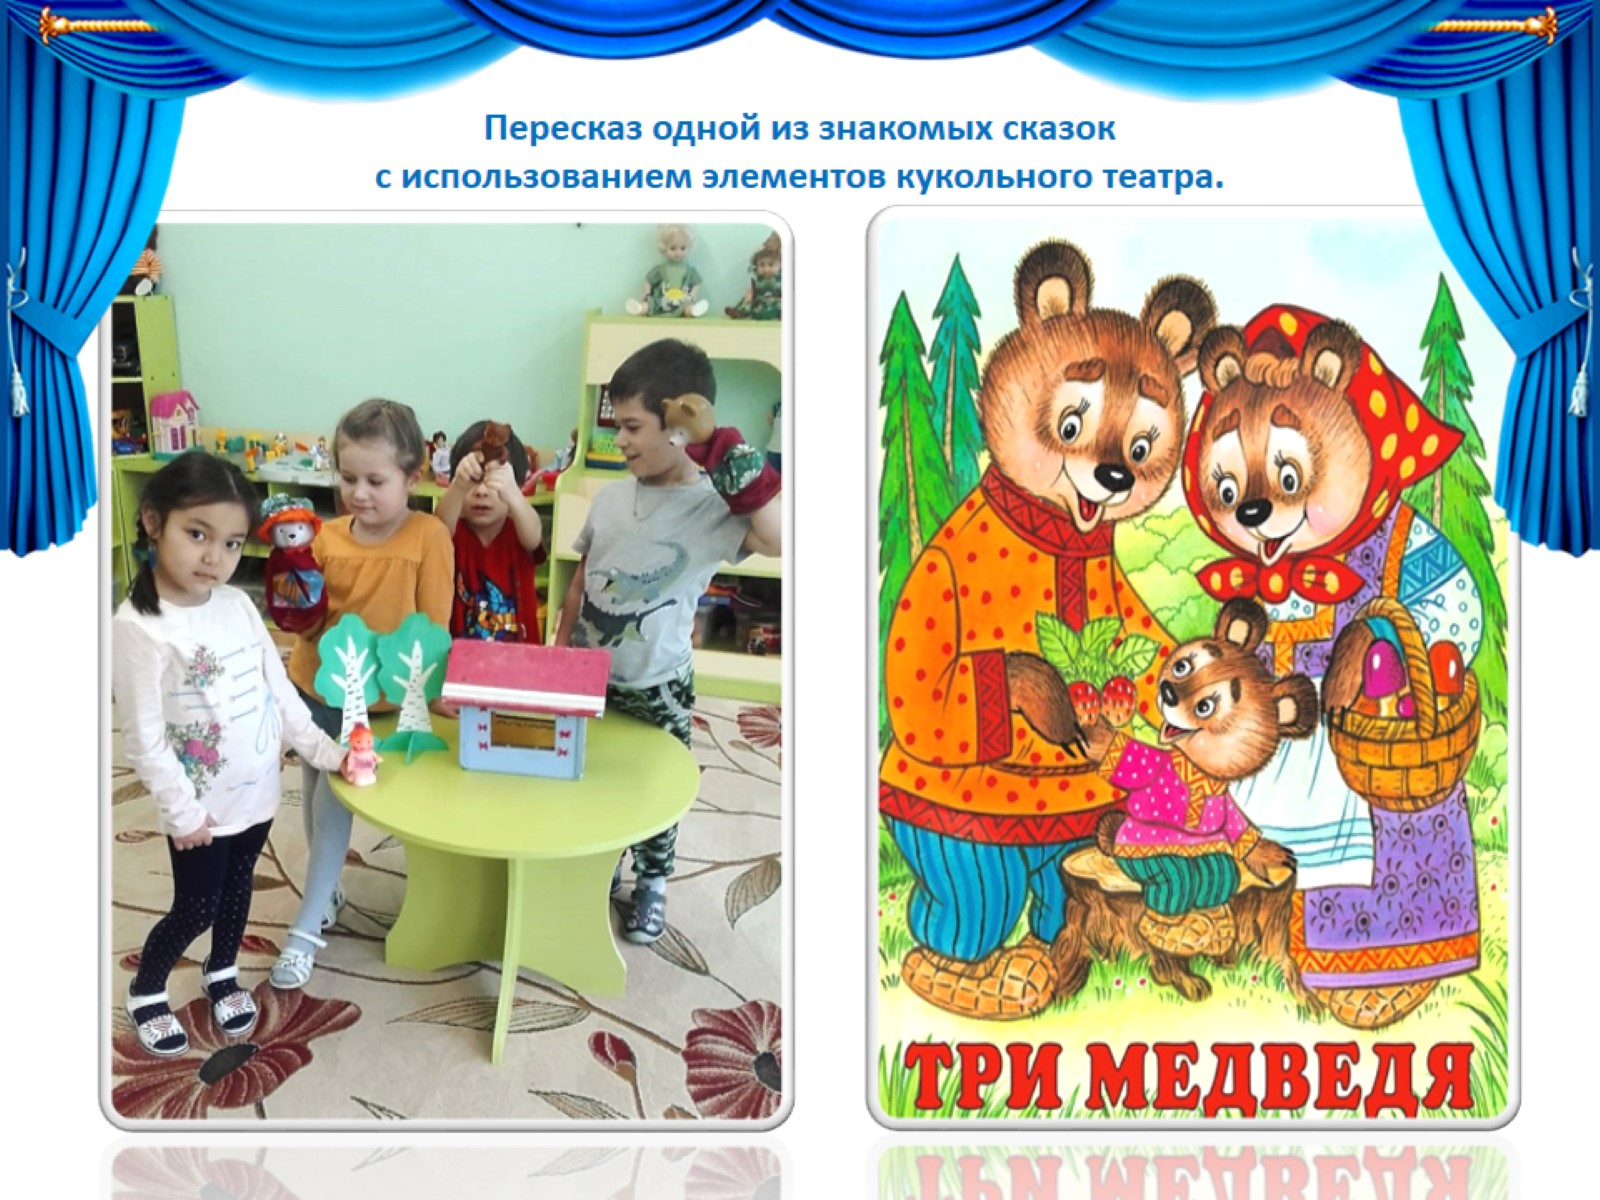 Пересказ одной из знакомых сказок
с использованием элементов кукольного театра.
ТРИ МЕДВЕДЯ